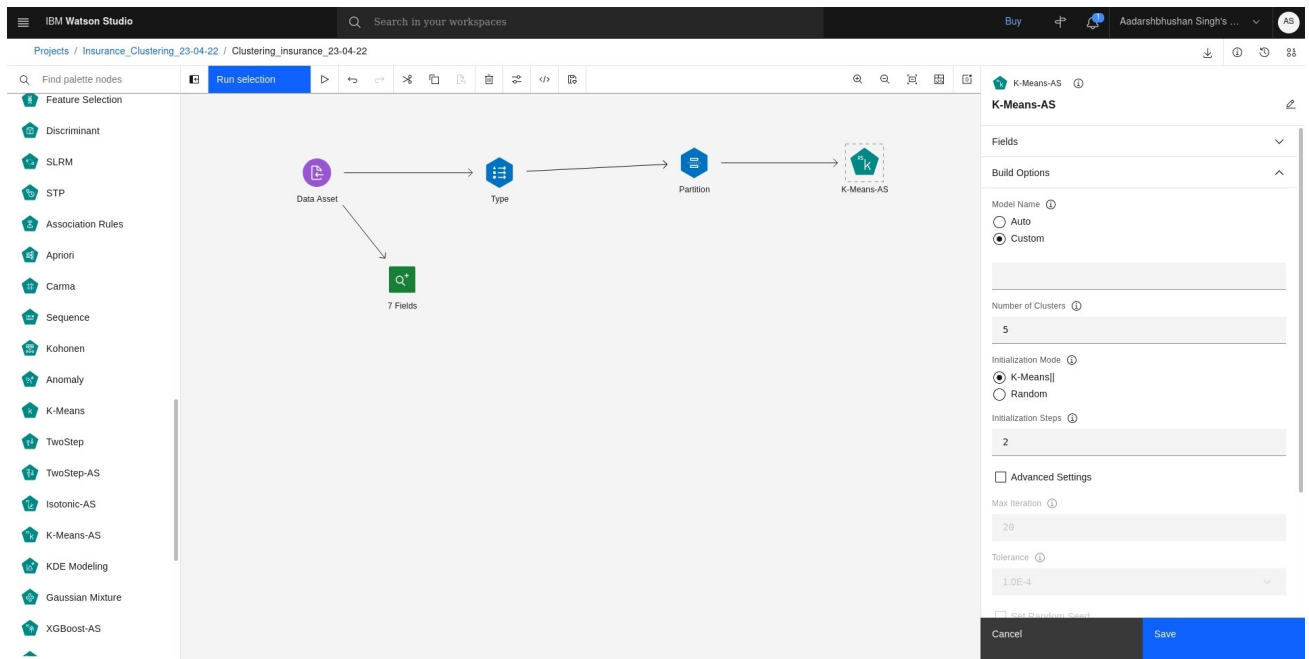 IBM Watson Studio
Search in your workspaces
Buy
1
Aadarshbhushan Singh's ...
AS
Projects / Insurance_Clustering_23-04-22 / Clustering_insurance_23-04-22
Find palette nodes
Run selection
Feature Selection
Discriminant
SLRM
STP
Association Rules
Apriori
Carma
Sequence
Kohonen
Anomaly
K-Means
TwoStep
TwoStep-AS
Isotonic-AS
K-Means-AS
KDE Modeling
Gaussian Mixture
XGBoost-AS
Data Asset
Type
Partition
K-Means-AS
7 Fields
K-Means-AS
K-Means-AS
Fields
Build Options
Model Name
Auto
Custom
Number of Clusters
5
Initialization Mode
K-Means||
Random
Initialization Steps
2
Advanced Settings
Max Iteration
20
Tolerance
1.0E-4
Set Random Seed
Cancel
Save